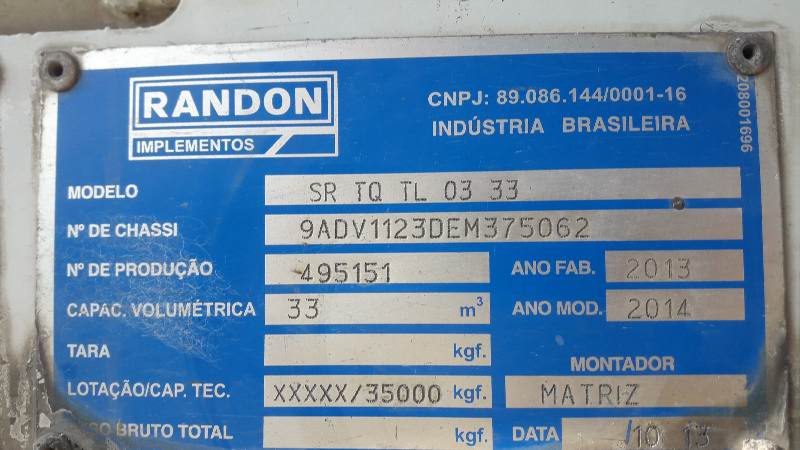 RANDON
IMPLEMENTOS
CNPJ: 89.086.144/0001-16
INDÚSTRIA BRASILEIRA
208001696
MODELO SR TQ TL 03 33
Nº DE CHASSI 9ADV1123DEM375062
Nº DE PRODUÇÃO 495151 ANO FAB. 2013
CAPAC. VOLUMÉTRICA 33 m³ ANO MOD. 2014
TARA kgf. MONTADOR
LOTAÇÃO/CAP. TEC. XXXXX/35000 kgf. MATRIZ
BRUTO TOTAL kgf. DATA /10 13